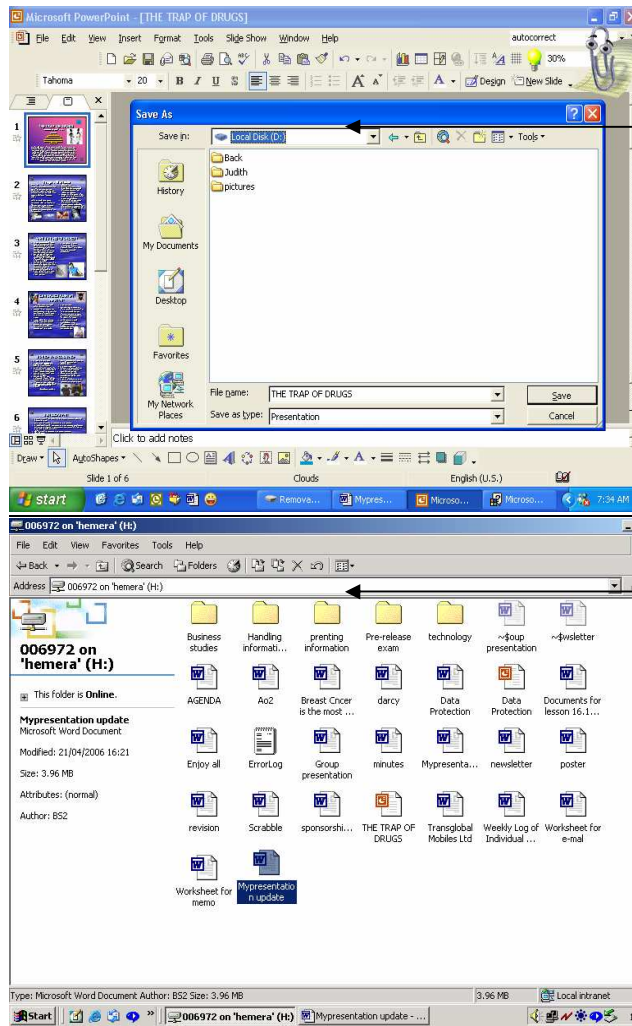 Microsoft PowerPoint - [THE TRAP OF DRUGS]
File Edit View Insert Format Tools Slide Show Window Help autocorrect
30%
Tahoma 20 B I U S A A A Design New Slide
1
Save As
Save in: Local Disk (D:) Tools
Back
Judith
pictures
History
2
My Documents
3
Desktop
4
Favorites
5
My Network Places
File name: THE TRAP OF DRUGS Save
Save as type: Presentation Cancel
6
Click to add notes
Draw AutoShapes A
Slide 1 of 6 Clouds English (U.S.)
start Remova... Mypres... Microso... Microso... 7:34 AM
006972 on 'hemera' (H:)
File Edit View Favorites Tools Help
Back Search Folders
Address 006972 on 'hemera' (H:)
006972 on
'hemera' (H:)
This folder is Online.
Mypresentation update
Microsoft Word Document
Modified: 21/04/2006 16:21
Size: 3.96 MB
Attributes: (normal)
Author: BS2
Business studies
Handling informati...
prenting information
Pre-release exam
technology
~$oup presentation
~$wsletter
AGENDA
Ao2
Breast Cncer is the most ...
darcy
Data Protection
Data Protection
Documents for lesson 16.1...
Enjoy all
ErrorLog
Group presentation
minutes
Mypresenta...
newsletter
poster
revision
Scrabble
sponsorshi...
THE TRAP OF DRUGS
Transglobal Mobiles Ltd
Weekly Log of Individual ...
Worksheet for e-mal
Worksheet for memo
Mypresentatio n update
Type: Microsoft Word Document Author: BS2 Size: 3.96 MB 3.96 MB Local intranet
Start 006972 on 'hemera' (H:) Mypresentation update - ...